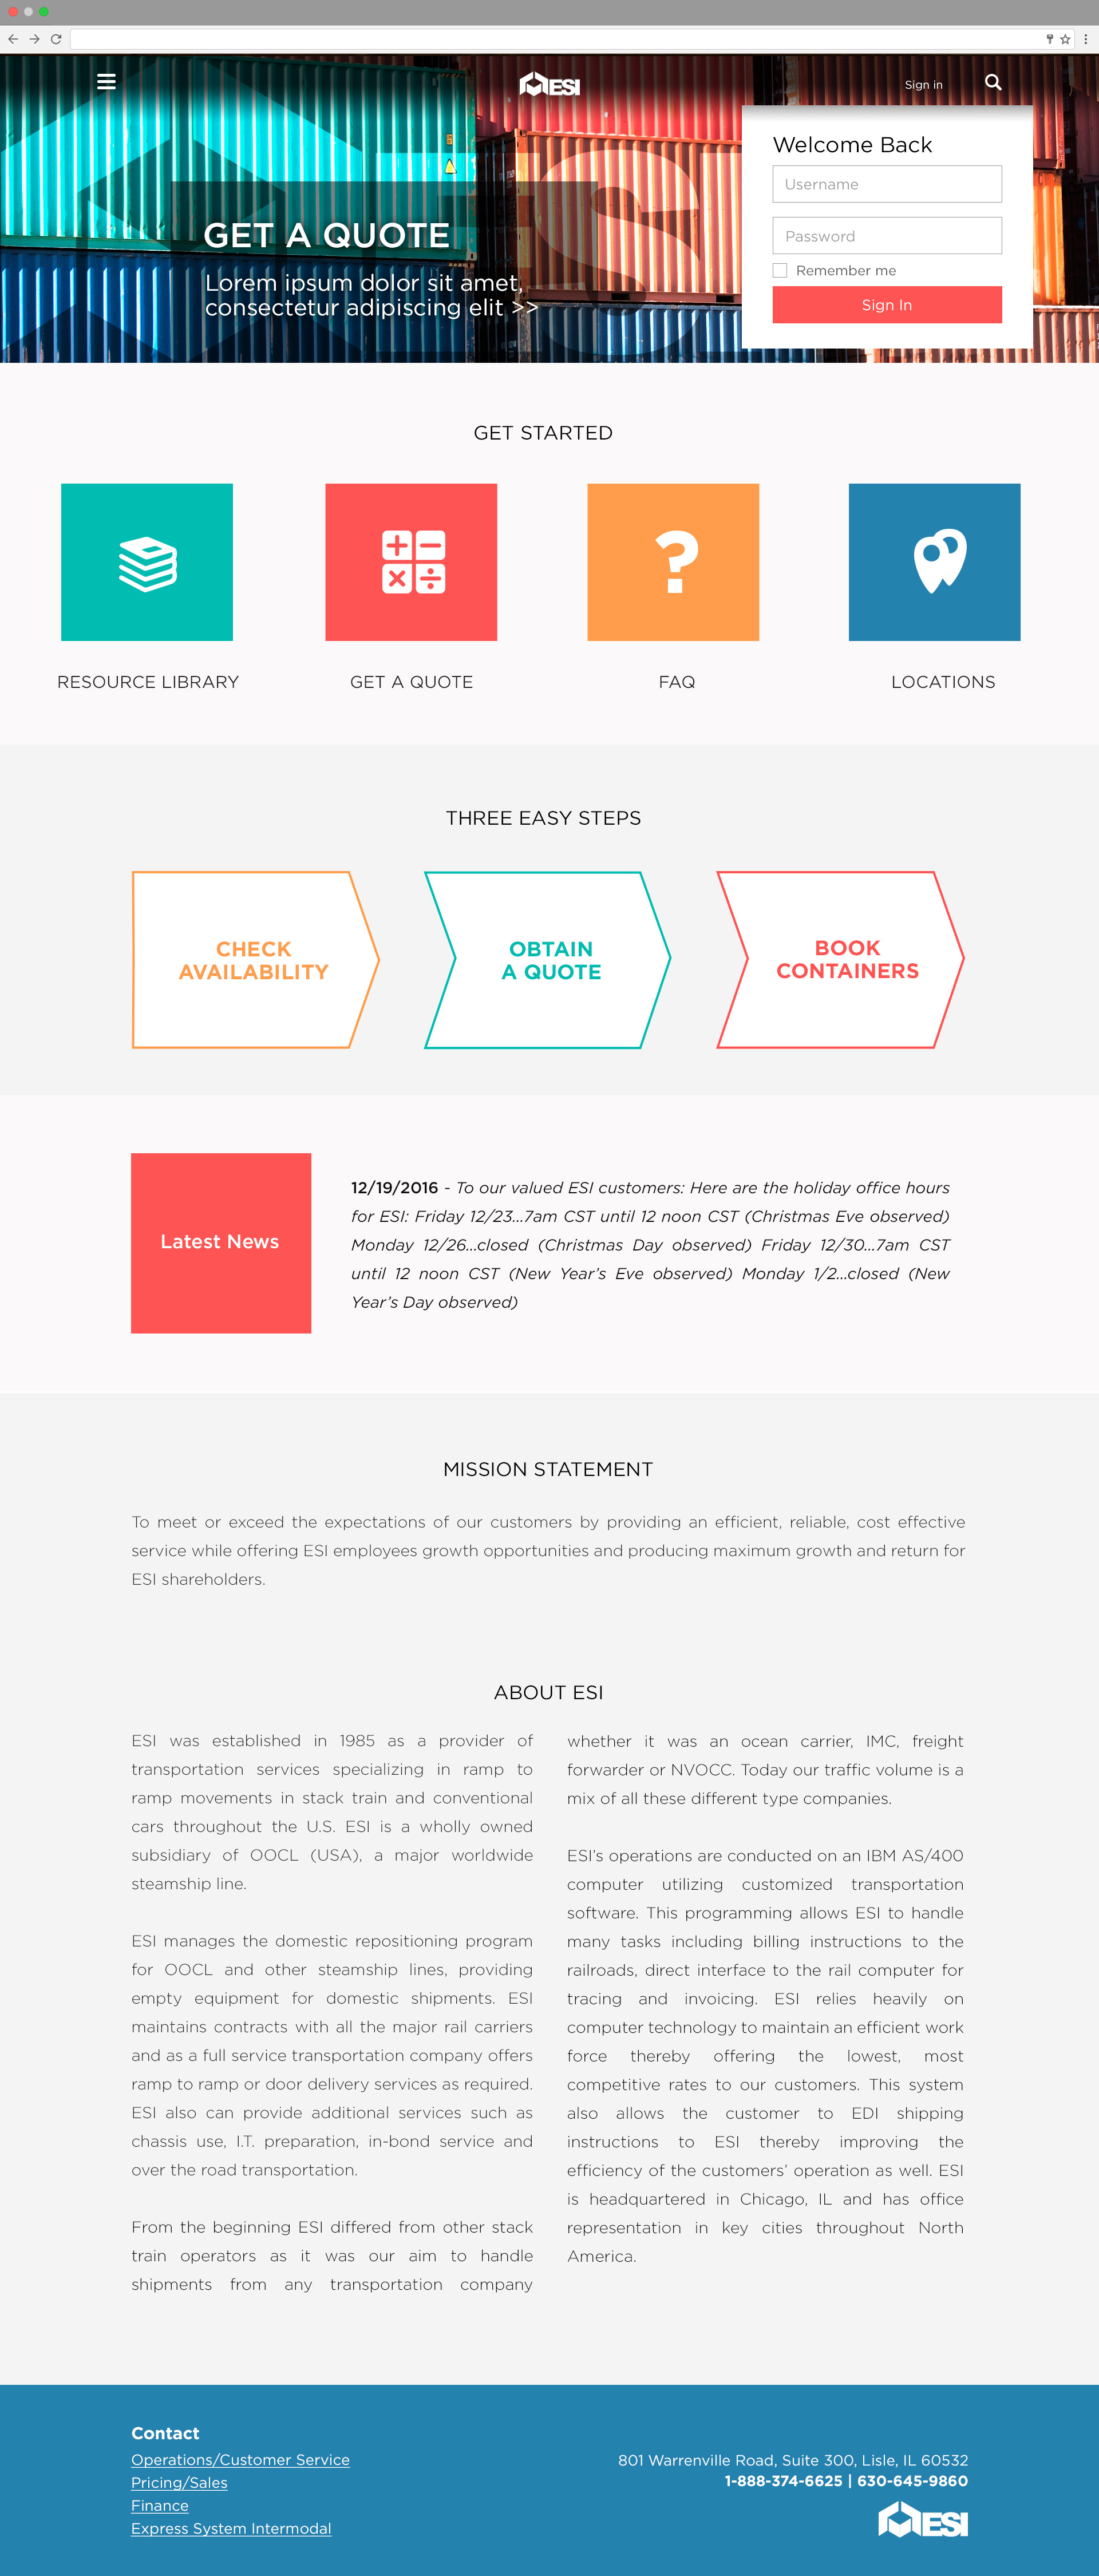 ESI
Sign in
Welcome Back
Username
Password
Remember me
Sign In
GET A QUOTE
Lorem ipsum dolor sit amet,
consectetur adipiscing elit >>
GET STARTED
RESOURCE LIBRARY
GET A QUOTE
FAQ
LOCATIONS
THREE EASY STEPS
CHECK
AVAILABILITY
OBTAIN
A QUOTE
BOOK
CONTAINERS
Latest News
12/19/2016 - To our valued ESI customers: Here are the holiday office hours
for ESI: Friday 12/23...7am CST until 12 noon CST (Christmas Eve observed)
Monday 12/26...closed (Christmas Day observed) Friday 12/30...7am CST
until 12 noon CST (New Year’s Eve observed) Monday 1/2...closed (New
Year’s Day observed)
MISSION STATEMENT
To meet or exceed the expectations of our customers by providing an efficient, reliable, cost effective
service while offering ESI employees growth opportunities and producing maximum growth and return for
ESI shareholders.
ABOUT ESI
ESI was established in 1985 as a provider of
transportation services specializing in ramp to
ramp movements in stack train and conventional
cars throughout the U.S. ESI is a wholly owned
subsidiary of OOCL (USA), a major worldwide
steamship line.
ESI manages the domestic repositioning program
for OOCL and other steamship lines, providing
empty equipment for domestic shipments. ESI
maintains contracts with all the major rail carriers
and as a full service transportation company offers
ramp to ramp or door delivery services as required.
ESI also can provide additional services such as
chassis use, I.T. preparation, in-bond service and
over the road transportation.
From the beginning ESI differed from other stack
train operators as it was our aim to handle
shipments from any transportation company
whether it was an ocean carrier, IMC, freight
forwarder or NVOCC. Today our traffic volume is a
mix of all these different type companies.
ESI’s operations are conducted on an IBM AS/400
computer utilizing customized transportation
software. This programming allows ESI to handle
many tasks including billing instructions to the
railroads, direct interface to the rail computer for
tracing and invoicing. ESI relies heavily on
computer technology to maintain an efficient work
force thereby offering the lowest, most
competitive rates to our customers. This system
also allows the customer to EDI shipping
instructions to ESI thereby improving the
efficiency of the customers’ operation as well. ESI
is headquartered in Chicago, IL and has office
representation in key cities throughout North
America.
Contact
Operations/Customer Service
Pricing/Sales
Finance
Express System Intermodal
801 Warrenville Road, Suite 300, Lisle, IL 60532
1-888-374-6625 | 630-645-9860
ESI